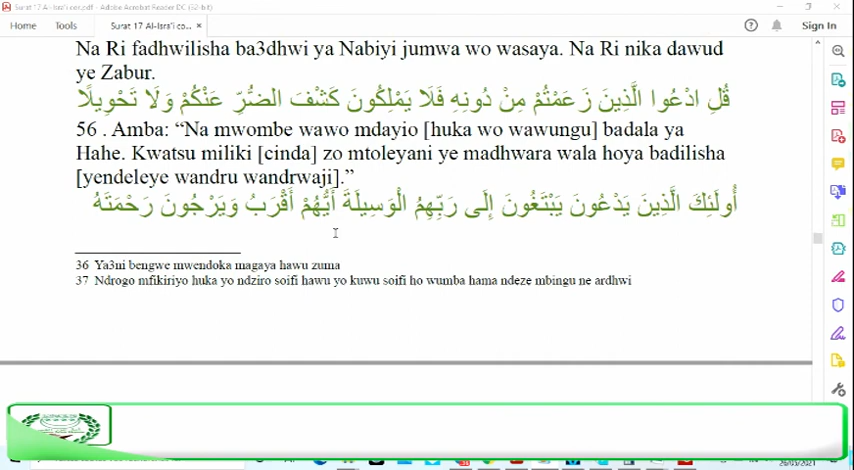 Surat 17 Al-Isra'i cor.pdf - Adobe Acrobat Reader DC (32-bit)
Home Tools Surat 17 Al-Isra'i co... × Sign In
Na Ri fadhwilisha ba3dhwi ya Nabiyi jumwa wo wasaya. Na Ri nika dawud
ye Zabur.
قُلِ ادْعُوا الَّذِينَ زَعَمْتُمْ مِنْ دُونِهِ فَلَا يَمْلِكُونَ كَشْفَ الضُّرِّ عَنْكُمْ وَلَا تَحْوِيلًا
56 . Amba: “Na mwombe wawo mdayio [huka wo wawungu] badala ya
Hahe. Kwatsu miliki [cinda] zo mtoleyani ye madhwara wala hoya badilisha
[yendeleye wandru wandrwaji].”
أُولَئِكَ الَّذِينَ يَدْعُونَ يَبْتَغُونَ إِلَى رَبِّهِمُ الْوَسِيلَةَ أَيُّهُمْ أَقْرَبُ وَيَرْجُونَ رَحْمَتَهُ
36 Ya3ni bengwe mwendoka magaya hawu zuma
37 Ndrogo mfikiriyo huka yo ndziro soifi hawu yo kuwu soifi ho wumba hama ndeze mbingu ne ardhwi
26/03/2021